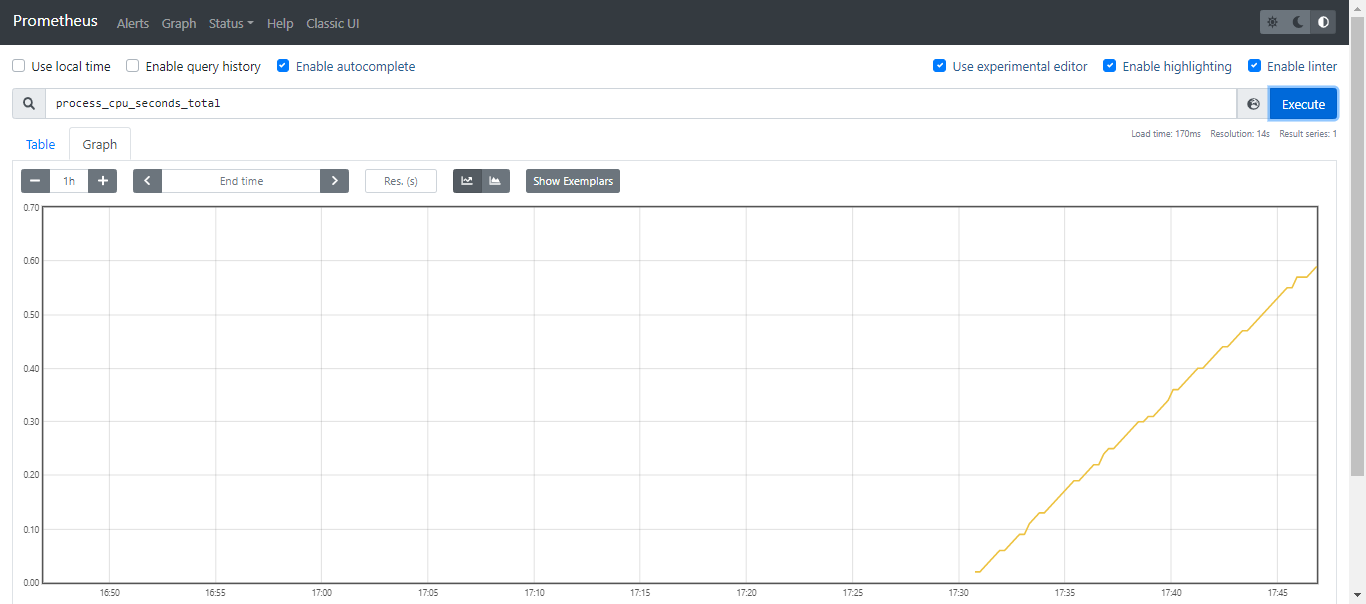 Prometheus Alerts Graph Status Help Classic UI
Use local time Enable query history Enable autocomplete Use experimental editor Enable highlighting Enable linter
process_cpu_seconds_total Execute
Load time: 170ms Resolution: 14s Result series: 1
Table Graph
1h End time Res. (s) Show Exemplars
0.70
0.60
0.50
0.40
0.30
0.20
0.10
0.00
16:50 16:55 17:00 17:05 17:10 17:15 17:20 17:25 17:30 17:35 17:40 17:45